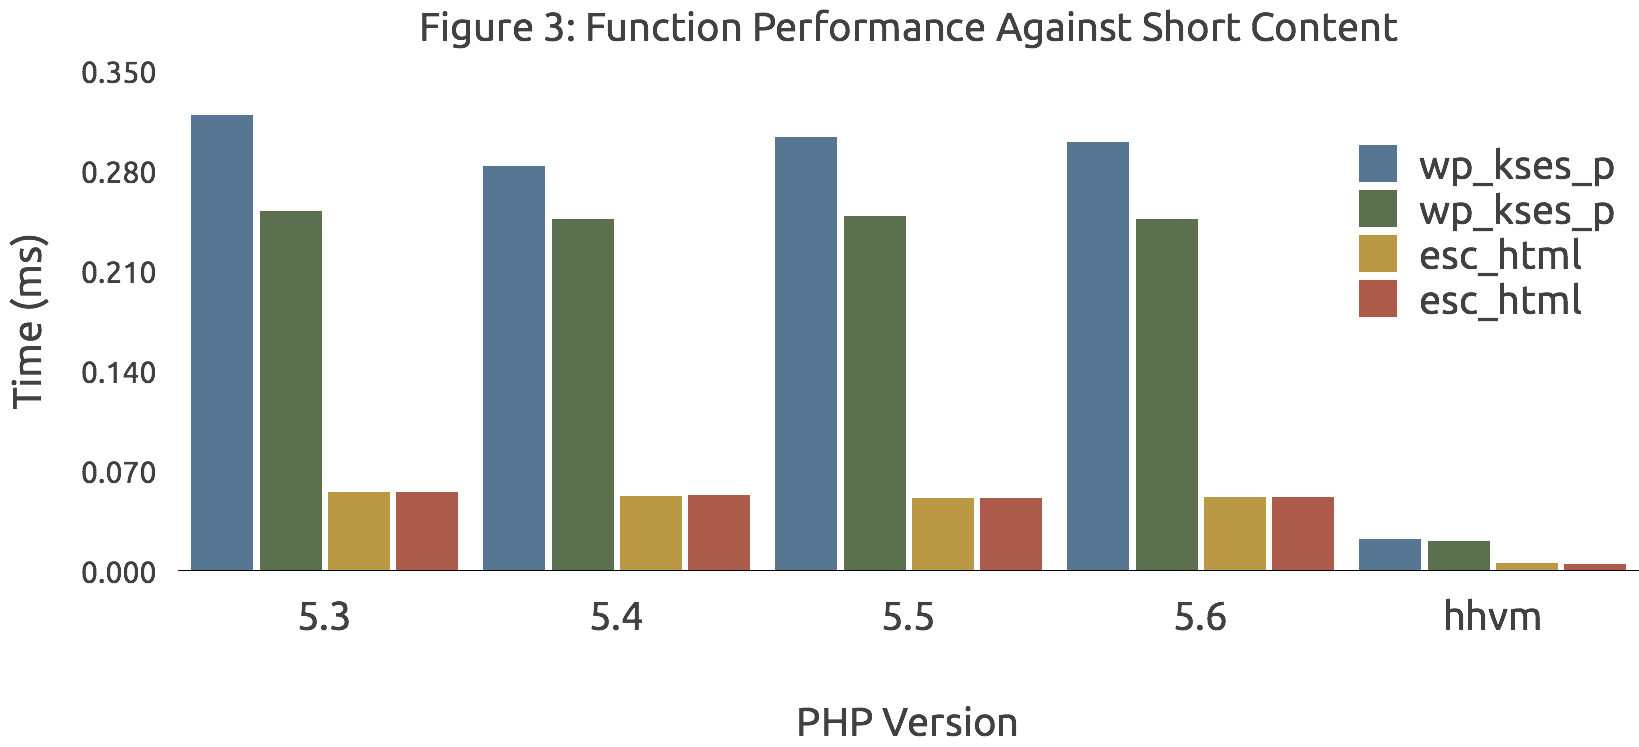 Figure 3: Function Performance Against Short Content
0.350
0.280
0.210
0.140
0.070
0.000
Time (ms)
wp_kses_p
wp_kses_p
esc_html
esc_html
5.3 5.4 5.5 5.6 hhvm
PHP Version